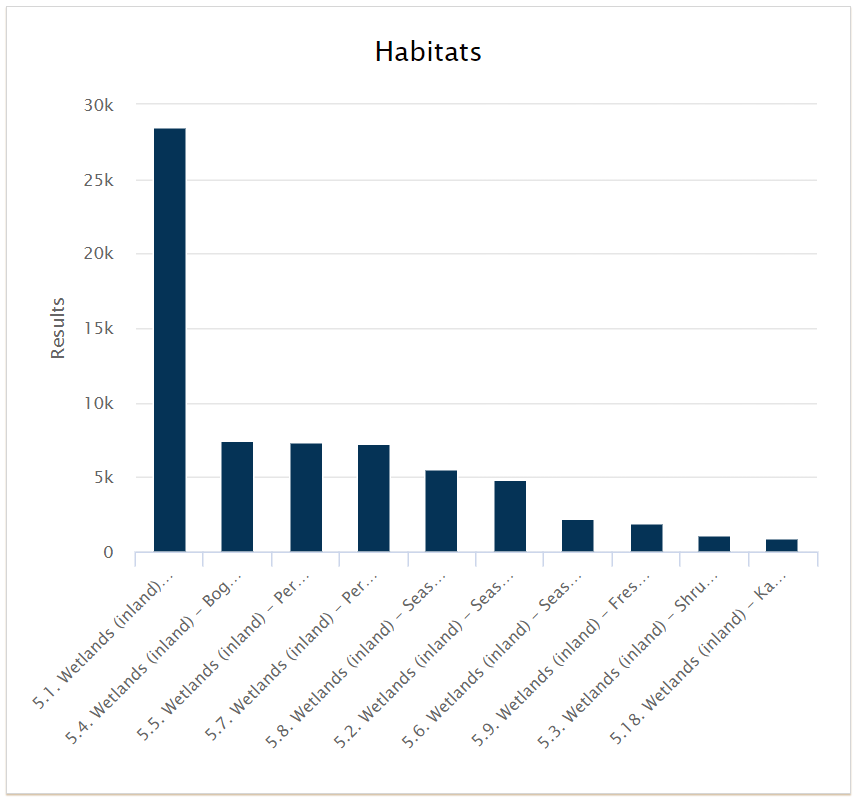 Habitats
30k
25k
20k
15k
10k
5k
0
Results
5.1. Wetlands (inland)…
5.4. Wetlands (inland) – Bog…
5.5. Wetlands (inland) – Per…
5.7. Wetlands (inland) – Per…
5.8. Wetlands (inland) – Seas…
5.2. Wetlands (inland) – Seas…
5.6. Wetlands (inland) – Seas…
5.9. Wetlands (inland) – Fres…
5.3. Wetlands (inland) – Shru…
5.18. Wetlands (inland) – Ka…